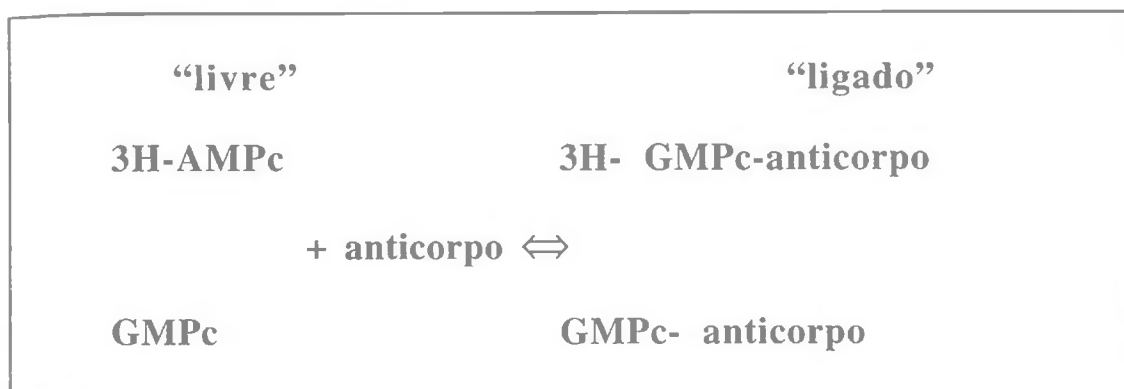 “livre” “ligado”
3H-AMPc 3H- GMPc-anticorpo
+ anticorpo ⇔
GMPc GMPc- anticorpo